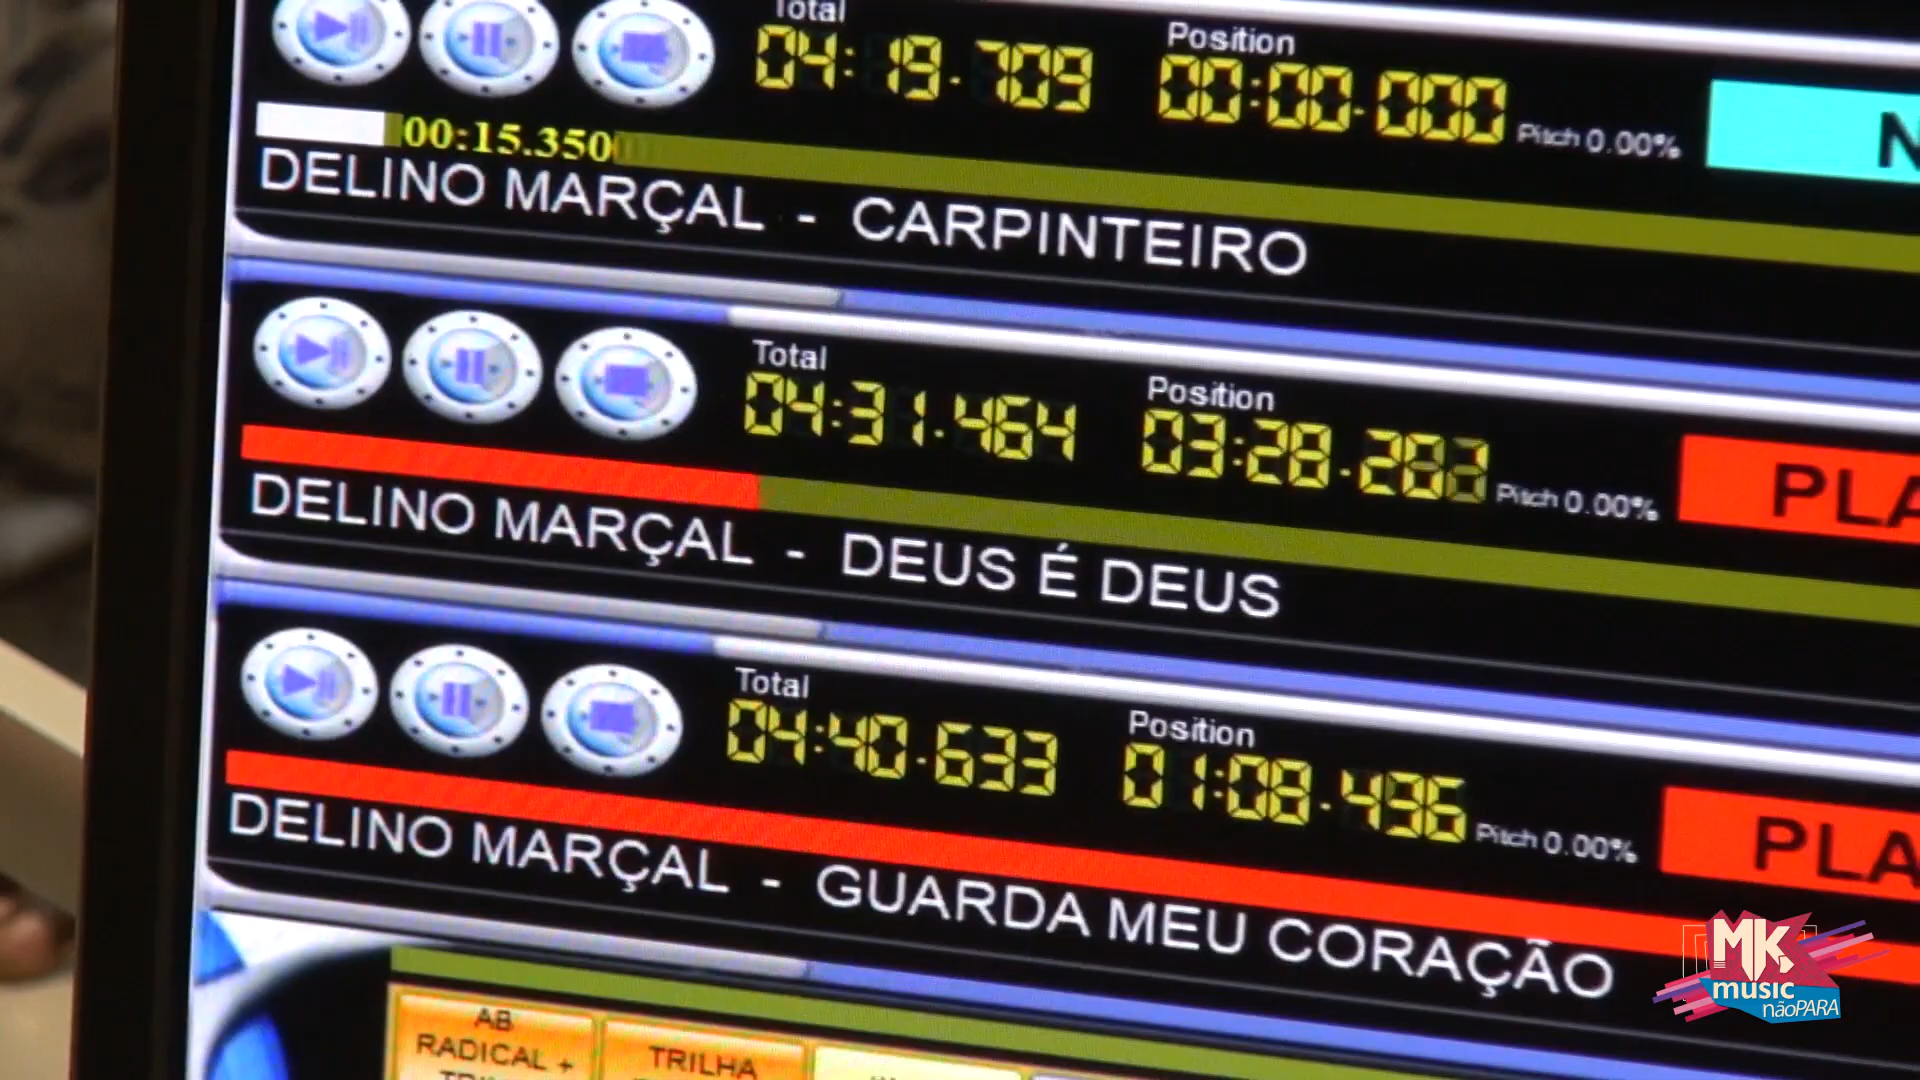 Total
04:19.709
Position
00:00.000
Pitch 0.00%
00:15.350
DELINO MARÇAL - CARPINTEIRO
Total
04:31.464
Position
03:28.28
Pitch 0.00%
PLA
DELINO MARÇAL - DEUS É DEUS
Total
04:40.633
Position
01:08.436
Pitch 0.00%
PLA
DELINO MARÇAL - GUARDA MEU CORAÇÃO
MK
music
nãoPARA
AB
RADICAL +
TRILHA